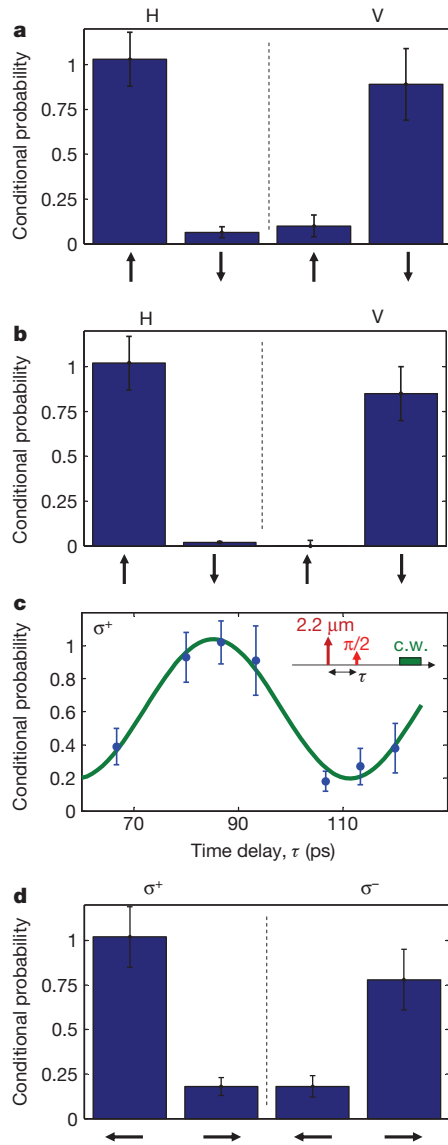 a
H V
Conditional probability
1
0.75
0.5
0.25
0
b
H V
Conditional probability
1
0.75
0.5
0.25
0
c
σ+
2.2 μm
π/2
c.w.
τ
Conditional probability
1.0
0.8
0.6
0.4
0.2
0
70 90 110
Time delay, τ (ps)
d
σ+ σ−
Conditional probability
1
0.75
0.5
0.25
0